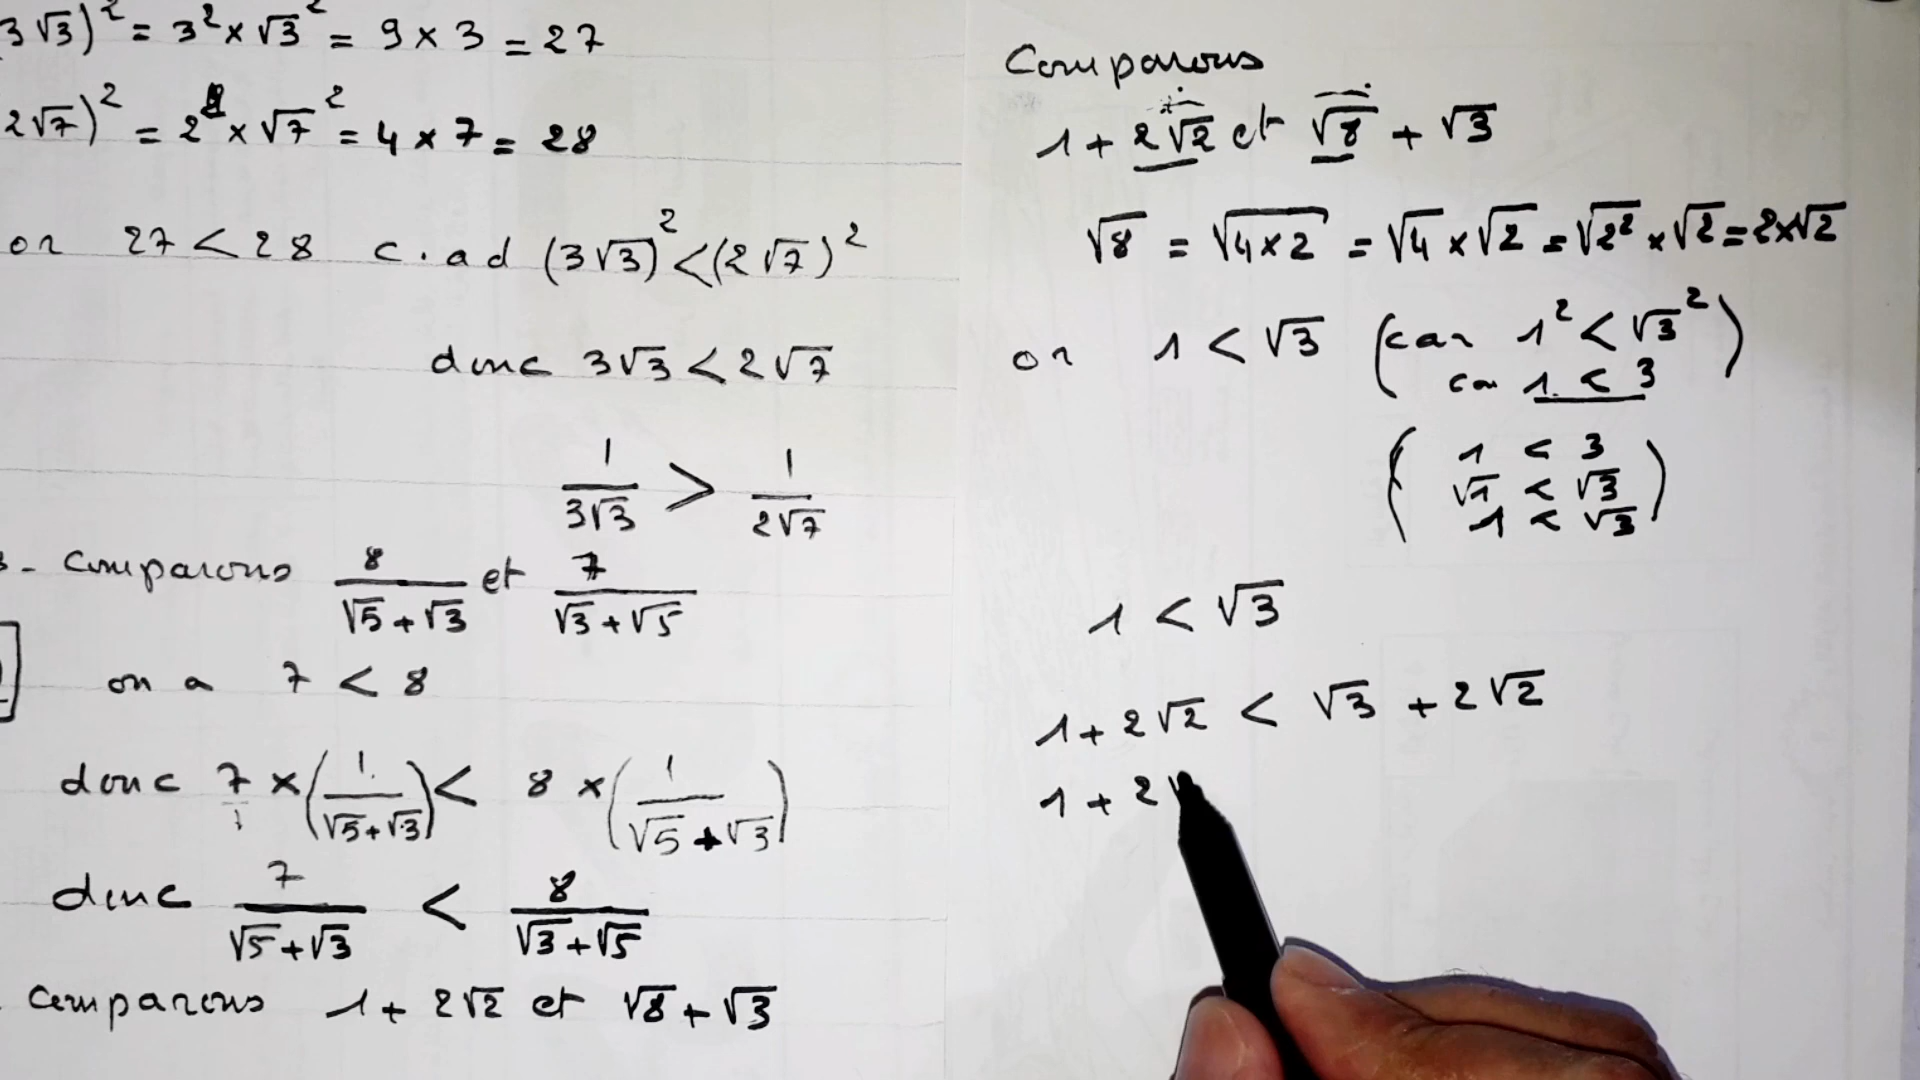 3√3)² = 3² × √3² = 9 × 3 = 27
2√7)² = 2² × √7² = 4 × 7 = 28
or 27 < 28 c.ad (3√3)² < (2√7)²
donc 3√3 < 2√7
1/3√3 > 1/2√7
3 - Comparons 8/(√5+√3) et 7/(√3+√5)
on a 7 < 8
donc 7 × (1/(√5+√3)) < 8 × (1/(√5+√3))
donc 7/(√5+√3) < 8/(√3+√5)
Comparons 1 + 2√2 et √8 + √3
Comparons
1 + 2√2 et √8 + √3
√8 = √4×2 = √4 × √2 = √2² × √2 = 2×√2
or 1 < √3 (car 1² < √3²
car 1 < 3)
(1 < 3
√1 < √3
1 < √3)
1 < √3
1 + 2√2 < √3 + 2√2
1 + 2√